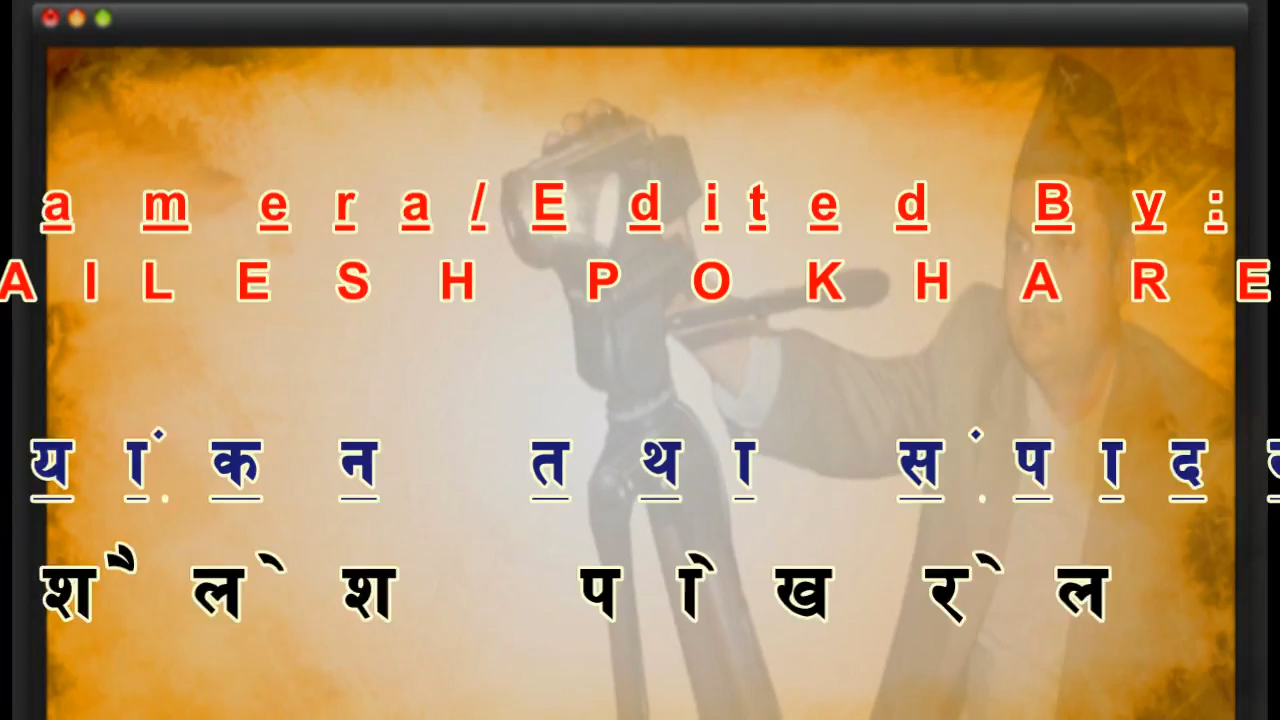 amera/Edited By:
AILESH POKHARE
यांकन तथा संपाद
शैलेश पोखरेल